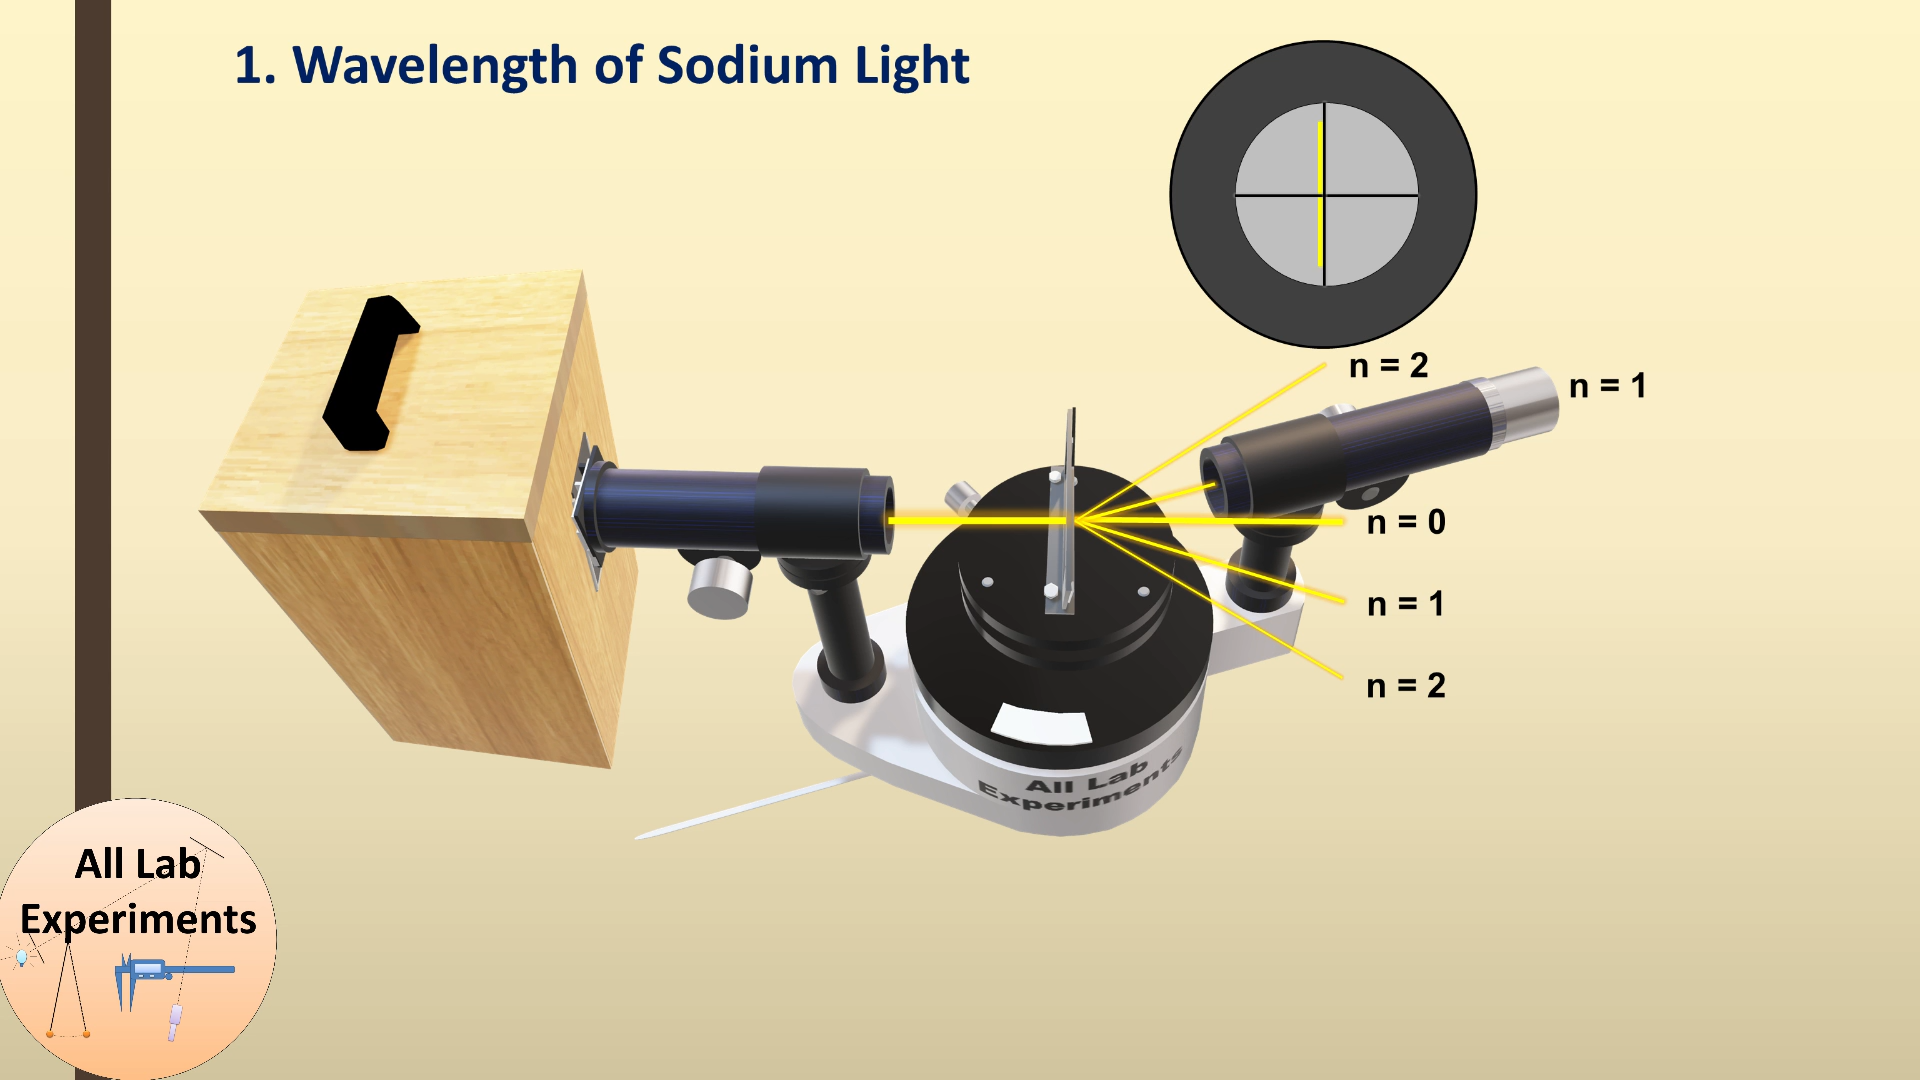 1. Wavelength of Sodium Light
n = 2
n = 1
n = 0
n = 1
n = 2
All Lab
Experiments
All Lab
Experiments